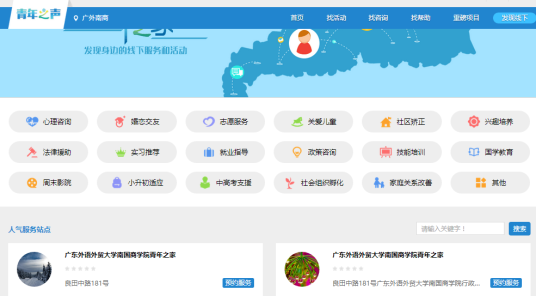 青年之声
广外南商
首页 找活动 找咨询 找帮助 重磅项目 发现线下
之家
发现身边的线下服务和活动
心理咨询 婚恋交友 志愿服务 关爱儿童 社区矫正 兴趣培养
法律援助 实习推荐 就业指导 政策咨询 技能培训 国学教育
周末影院 小升初适应 中高考支援 社会组织孵化 家庭关系改善 其他
人气服务站点
请输入关键字! 搜索
广东外语外贸大学南国商学院青年之家 广东外语外贸大学南国商学院青年之家
良田中路181号 预约服务 良田中路181号广东外语外贸大学南国商学院行政... 预约服务